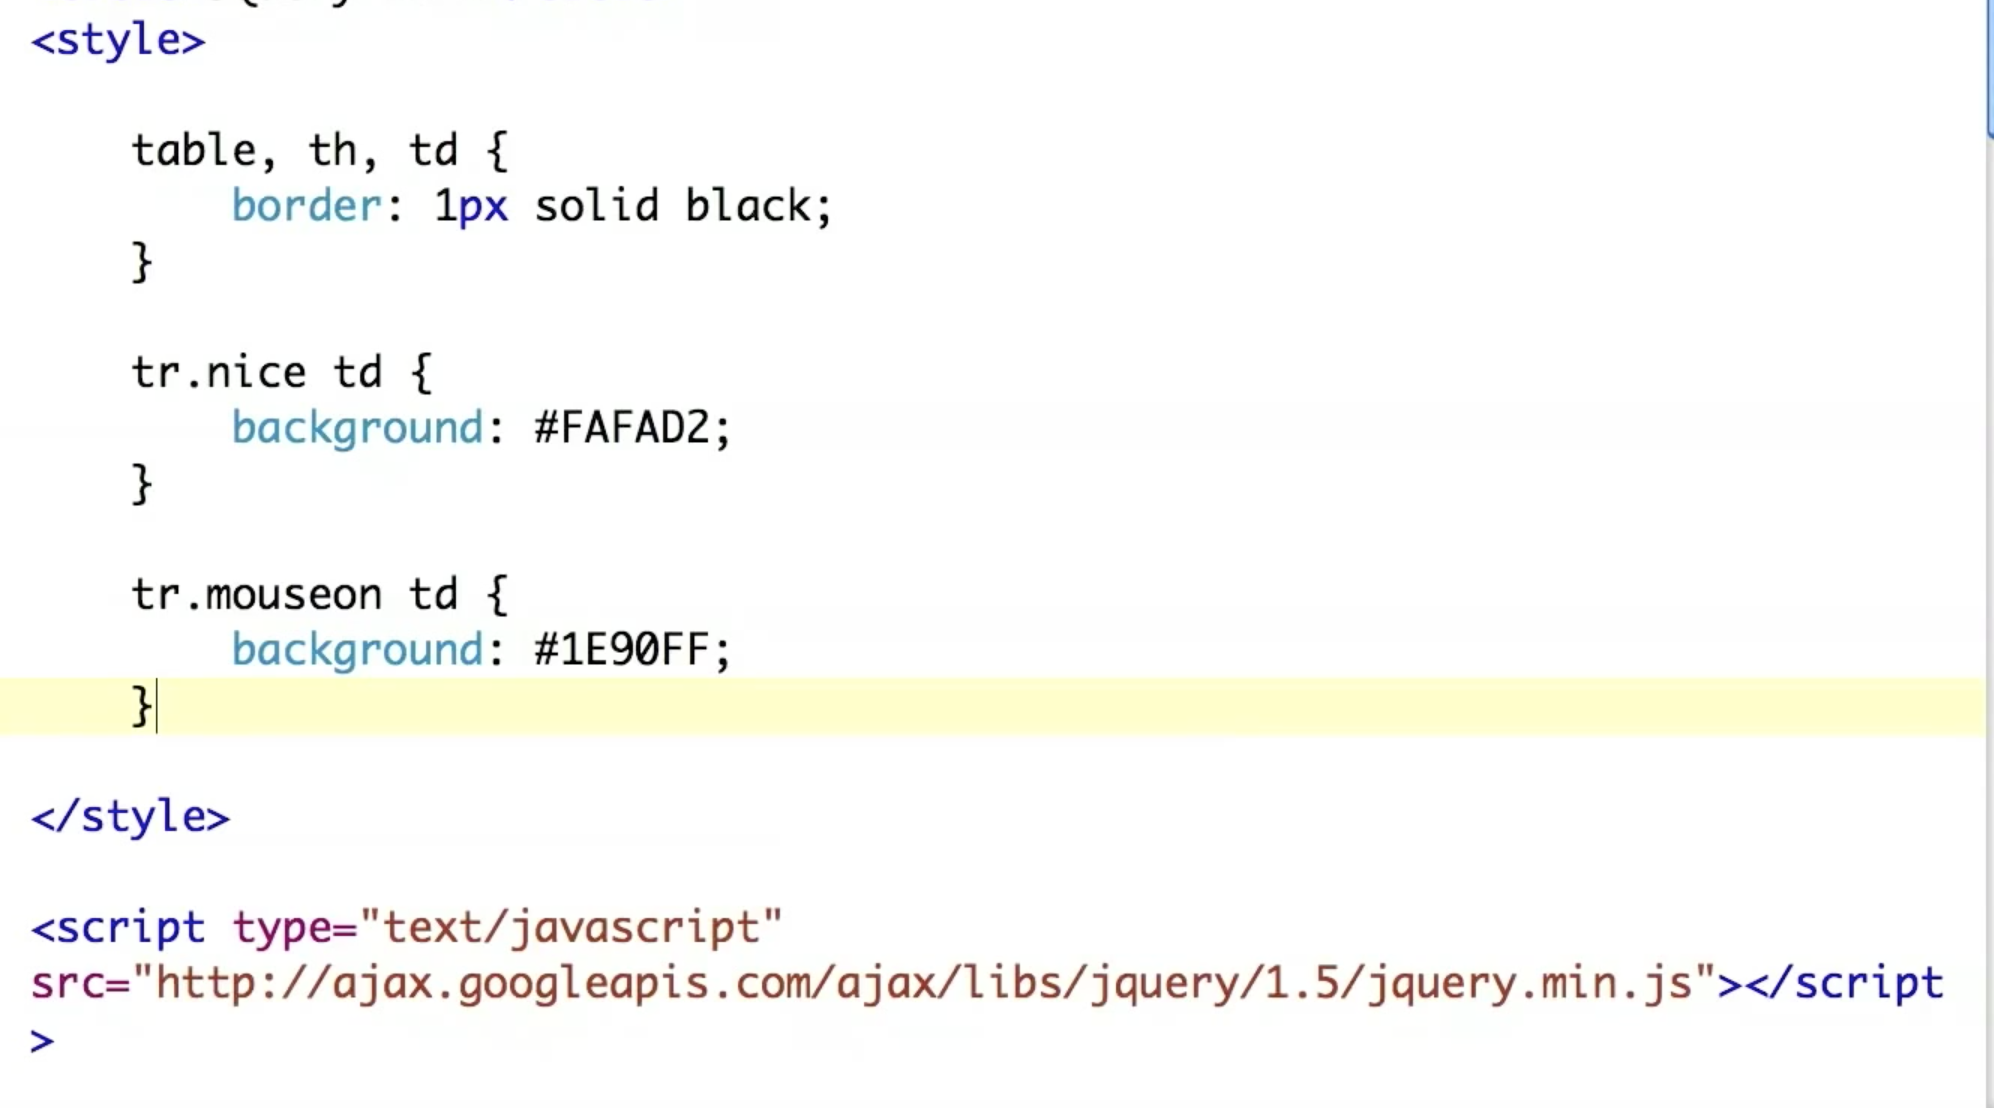 <style>
table, th, td {
border: 1px solid black;
}
tr.nice td {
background: #FAFAD2;
}
tr.mouseon td {
background: #1E90FF;
}
</style>
<script type="text/javascript"
src="http://ajax.googleapis.com/ajax/libs/jquery/1.5/jquery.min.js"></script
>